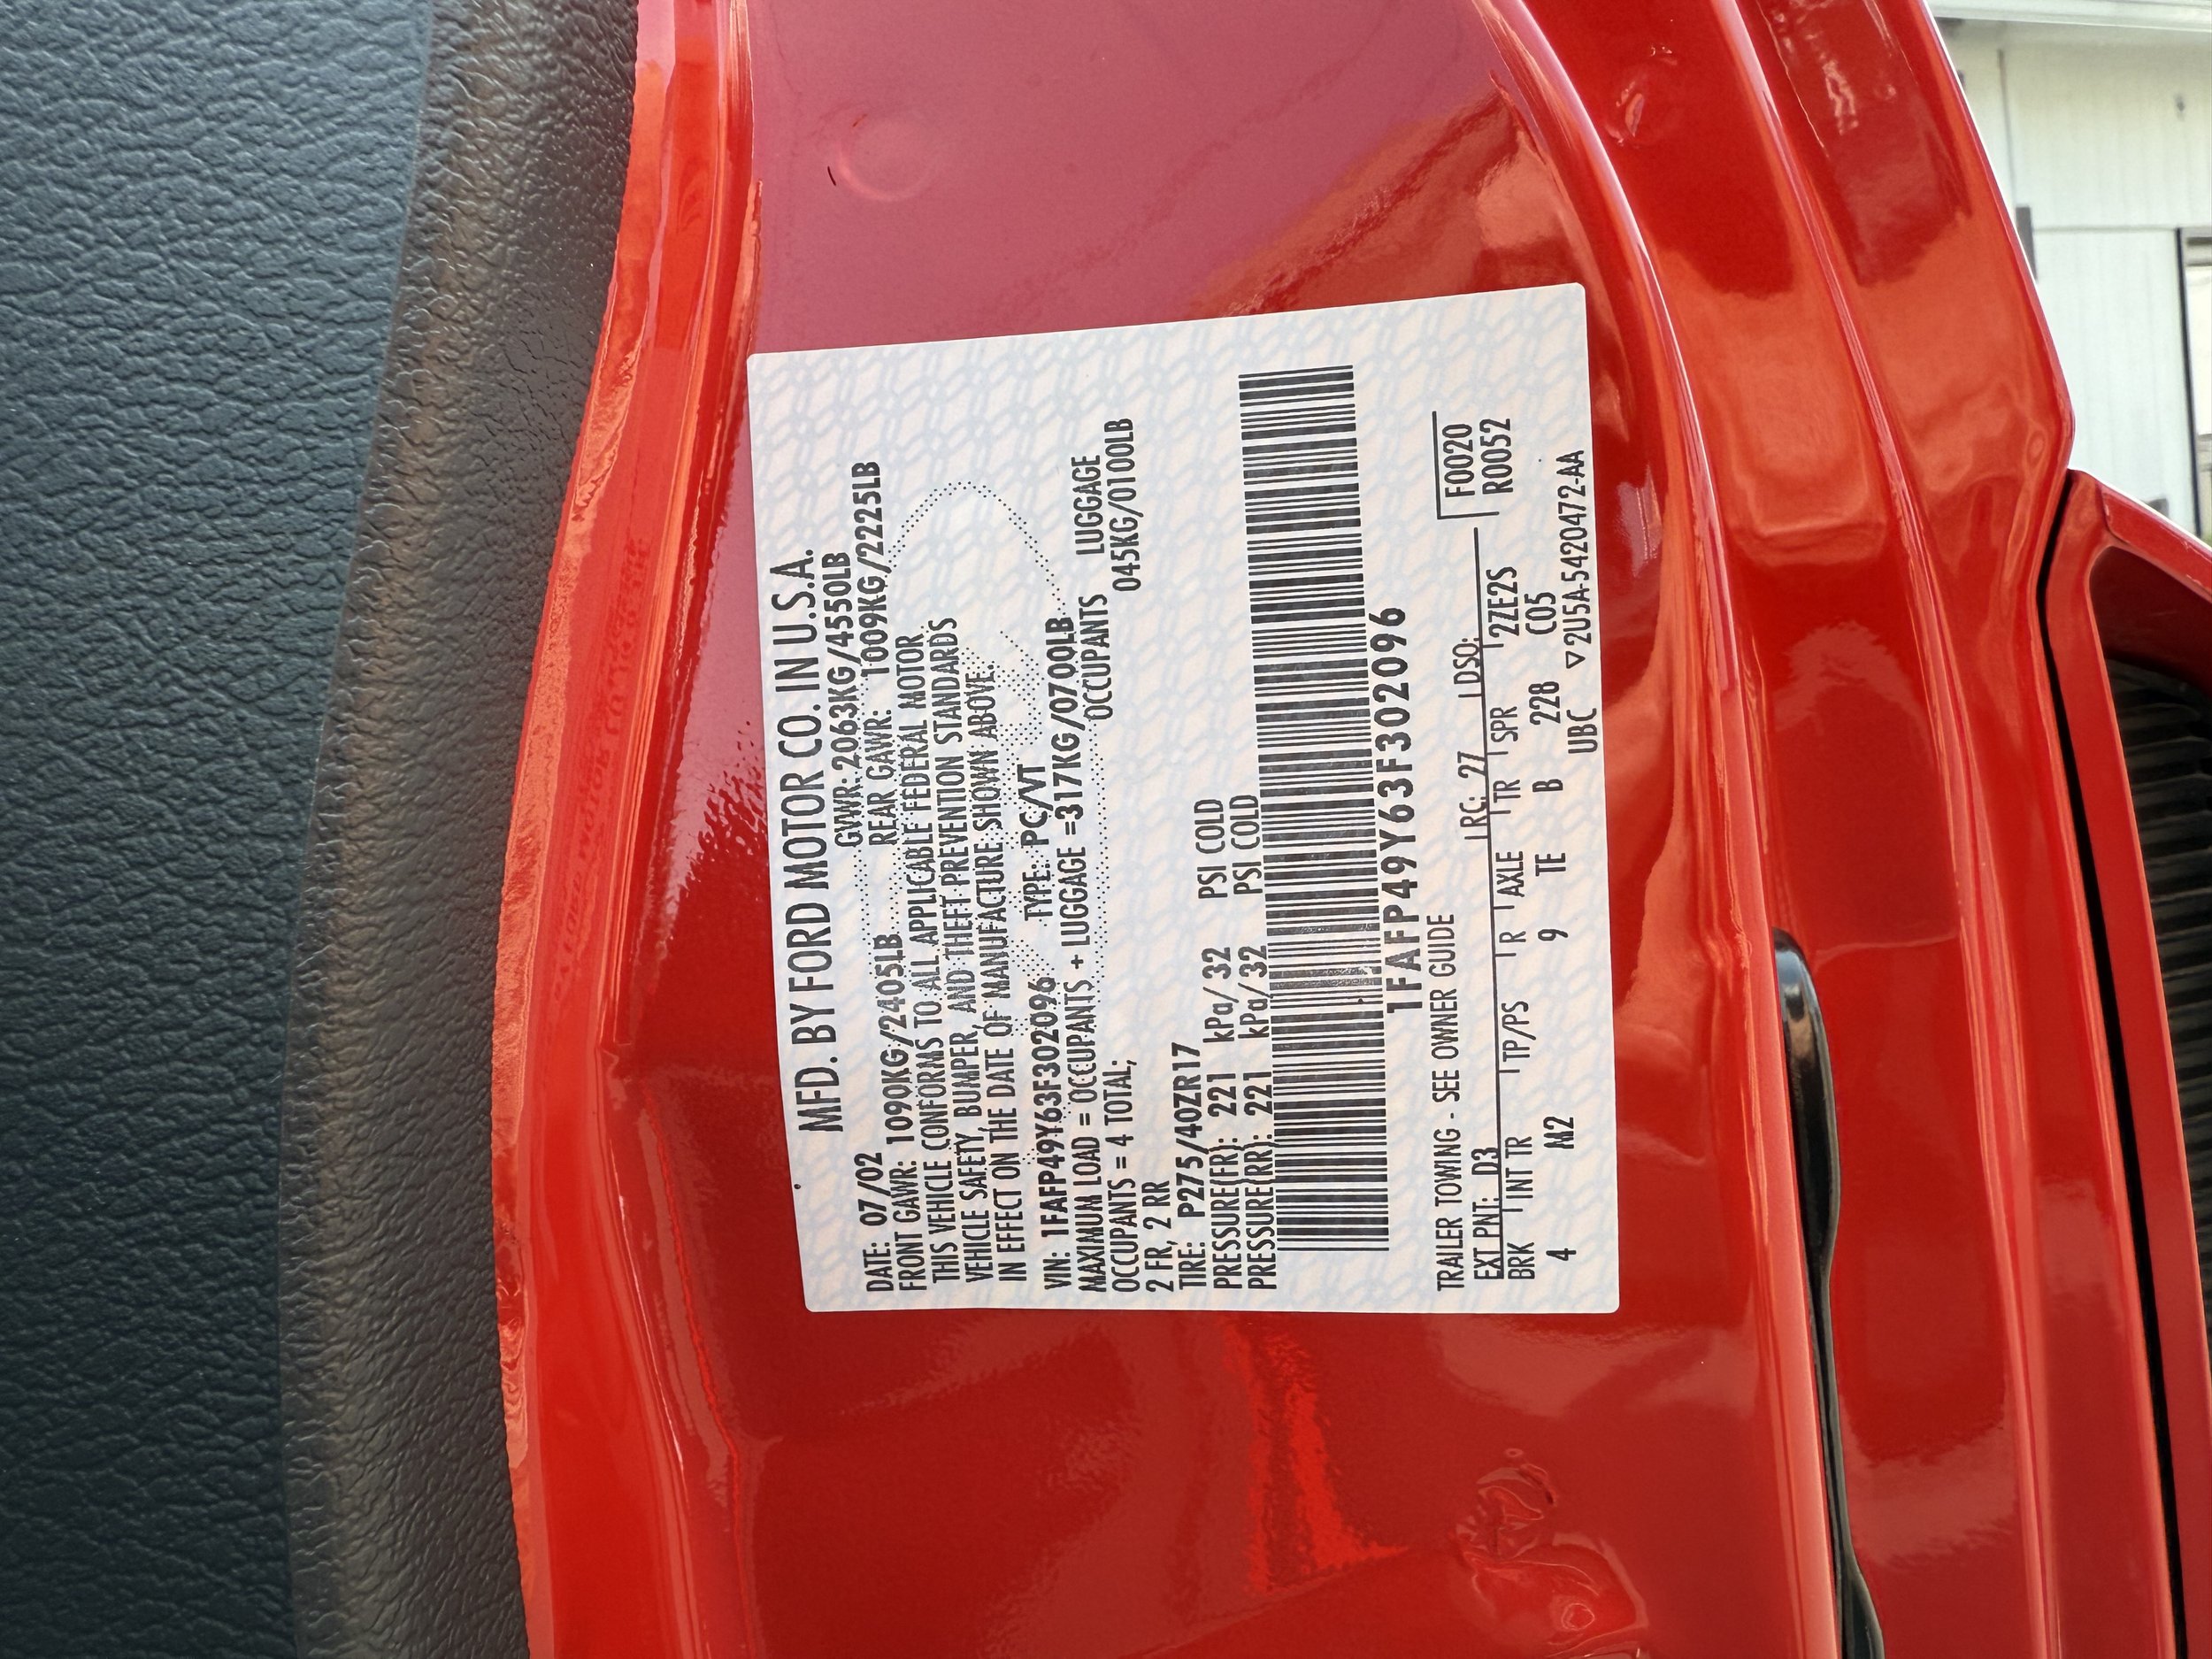 MFD. BY FORD MOTOR CO. IN U.S.A.
DATE: 07/02 GVWR: 2063KG/4550LB
FRONT GAWR: 1090KG/2405LB REAR GAWR: 1009KG/2225LB
THIS VEHICLE CONFORMS TO ALL APPLICABLE FEDERAL MOTOR
VEHICLE SAFETY, BUMPER, AND THEFT PREVENTION STANDARDS
IN EFFECT ON THE DATE OF MANUFACTURE SHOWN ABOVE.
VIN: 1FAFP49Y63F302096 TYPE: PC/VT
MAXIMUM LOAD = OCCUPANTS + LUGGAGE =317KG/0700LB
OCCUPANTS = 4 TOTAL; OCCUPANTS LUGGAGE
2 FR, 2 RR 045KG/0100LB
TIRE: P275/40ZR17
PRESSURE(FR): 221 kPa/ 32 PSI COLD
PRESSURE(RR): 221 kPa/ 32 PSI COLD
1FAFP49Y63F302096
TRAILER TOWING - SEE OWNER GUIDE
EXT PNT: D3 RC: 27 DSO: F0020
BRK INT TR TP/PS R AXLE TR SPR 2ZE2S R0052
4 M2 9 TE B 228 C05
UBC ▽2U5A-5420472-AA